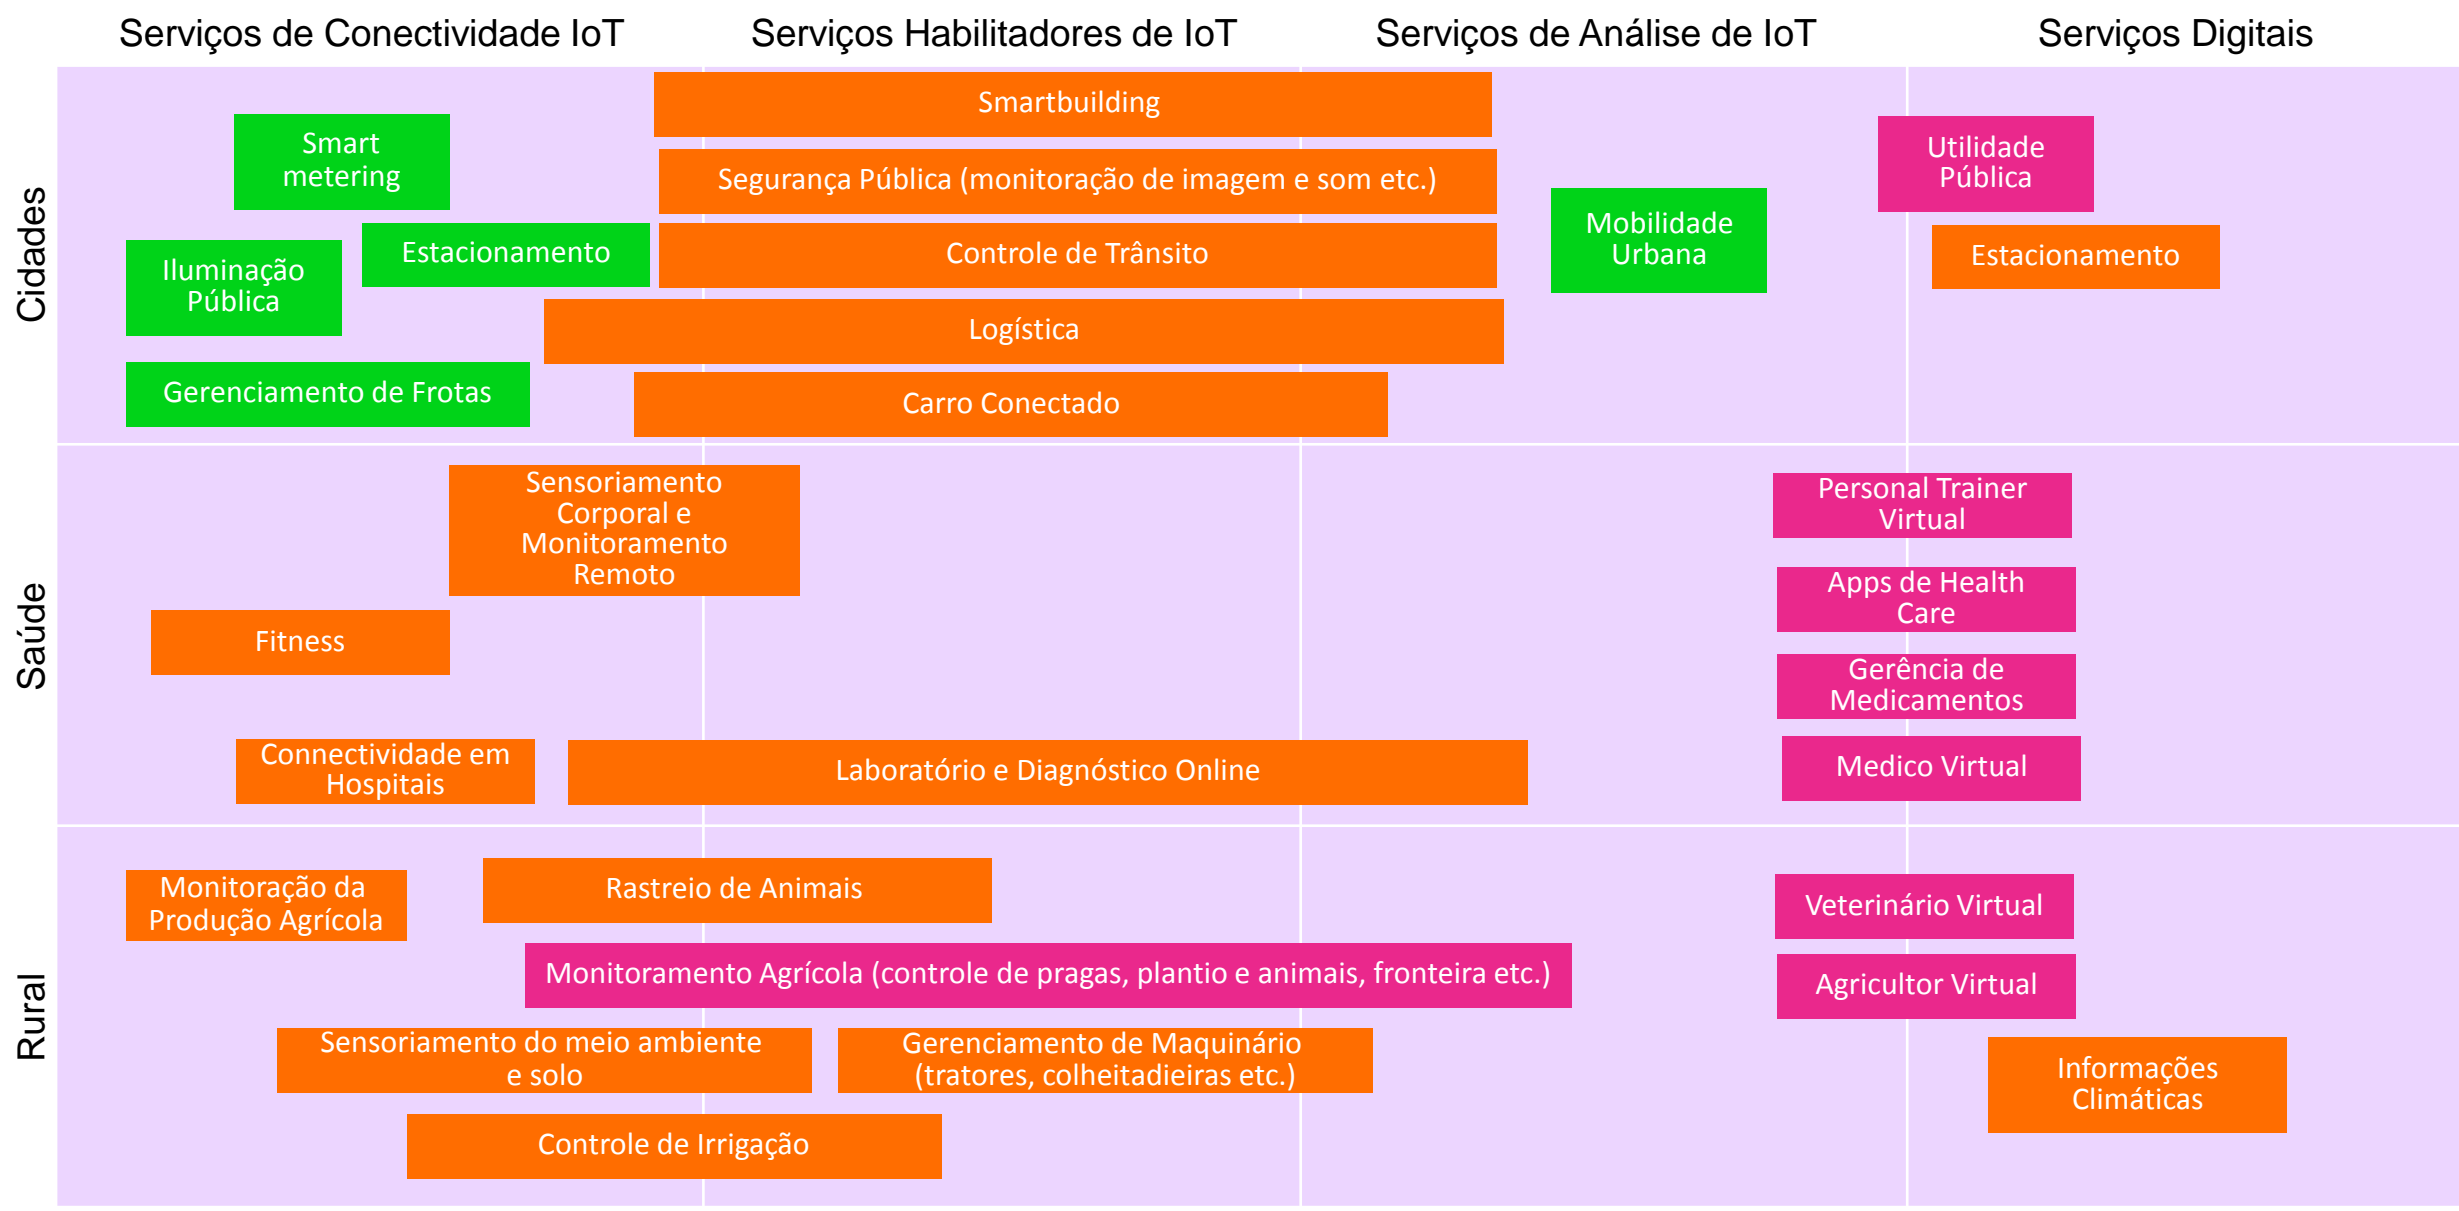 Serviços de Conectividade IoT
Serviços Habilitadores de IoT
Serviços de Análise de IoT
Serviços Digitais
Cidades
Smartbuilding
Smart
metering
Utilidade
Pública
Segurança Pública (monitoração de imagem e som etc.)
Mobilidade
Urbana
Estacionamento
Controle de Trânsito
Estacionamento
Iluminação
Pública
Logística
Gerenciamento de Frotas
Carro Conectado
Saúde
Sensoriamento
Corporal e
Monitoramento
Remoto
Personal Trainer
Virtual
Apps de Health
Care
Fitness
Gerência de
Medicamentos
Connectividade em
Hospitais
Laboratório e Diagnóstico Online
Medico Virtual
Rural
Monitoração da
Produção Agrícola
Rastreio de Animais
Veterinário Virtual
Monitoramento Agrícola (controle de pragas, plantio e animais, fronteira etc.)
Agricultor Virtual
Sensoriamento do meio ambiente
e solo
Gerenciamento de Maquinário
(tratores, colheitadieiras etc.)
Informações
Climáticas
Controle de Irrigação